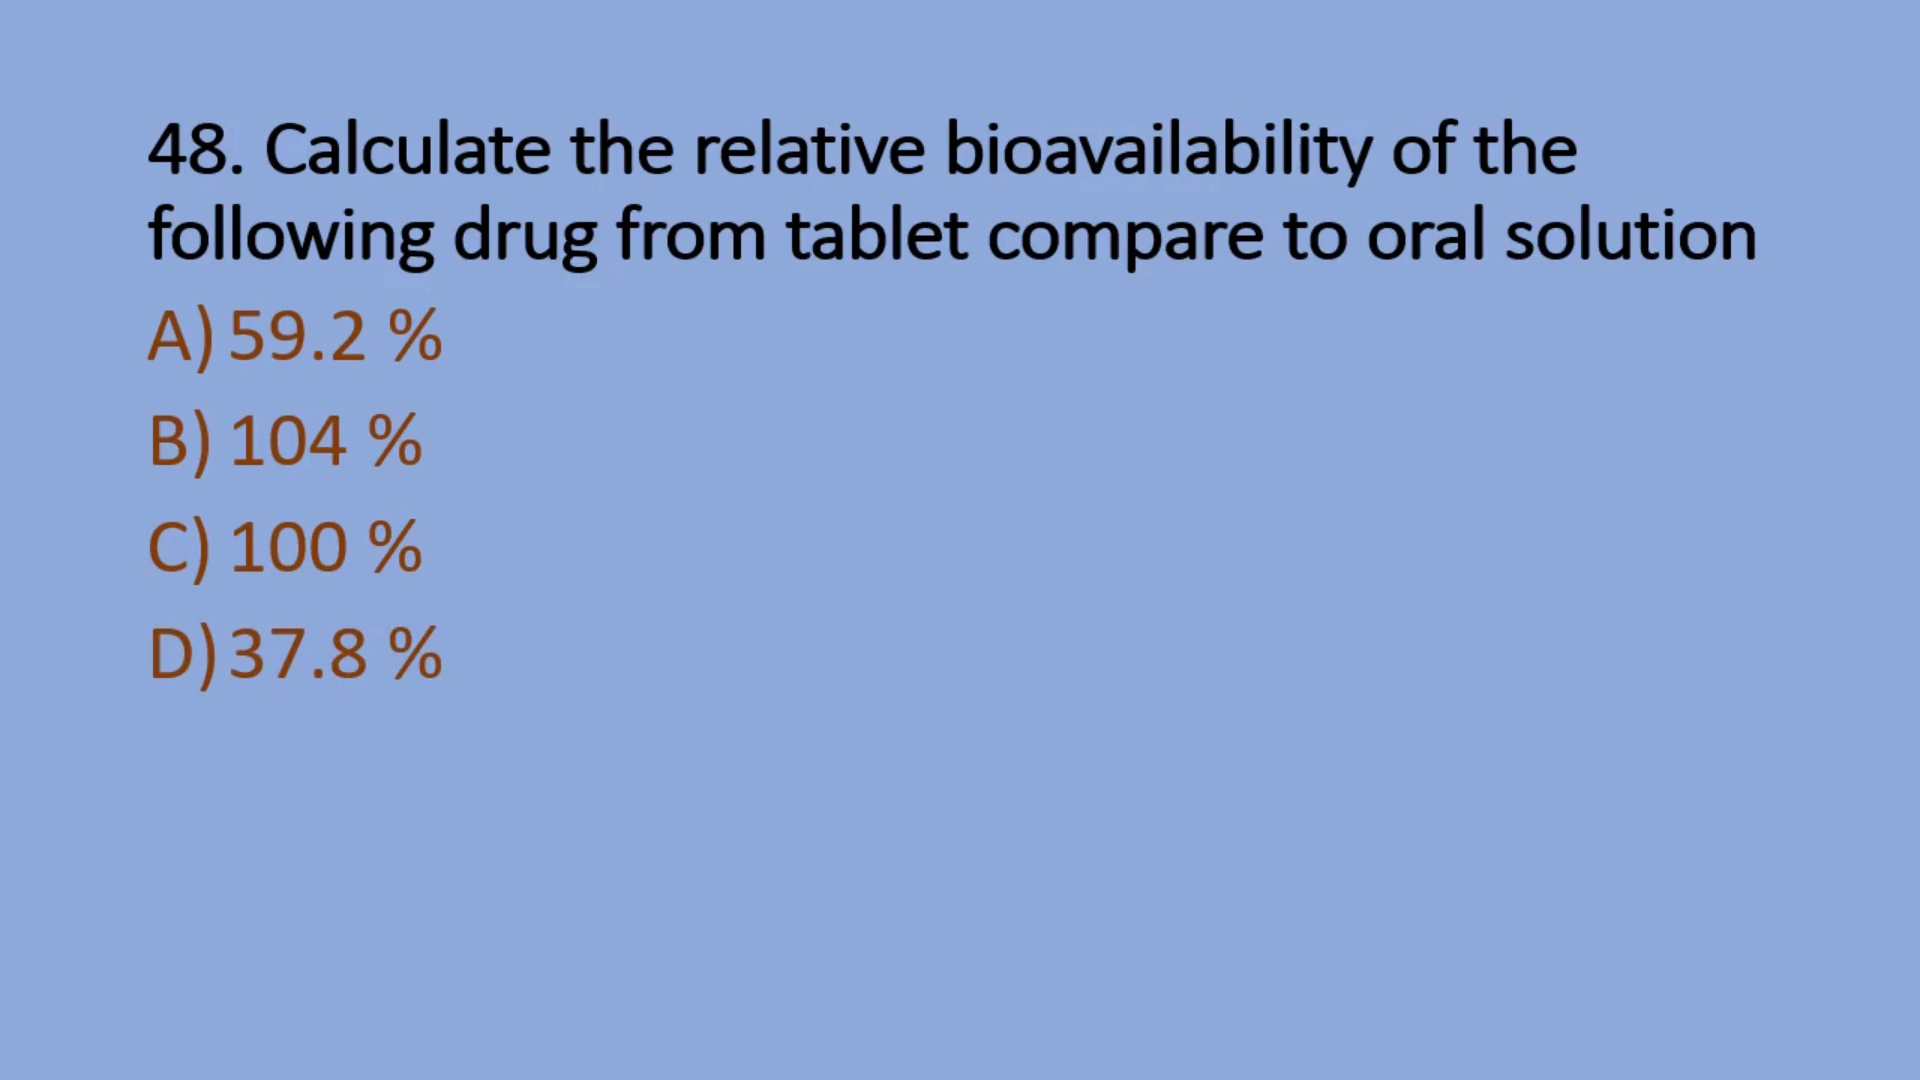 48. Calculate the relative bioavailability of the
following drug from tablet compare to oral solution
A) 59.2 %
B) 104 %
C) 100 %
D) 37.8 %